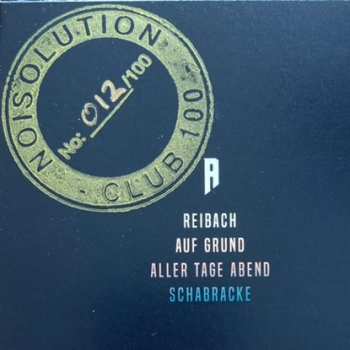 NOISOLUTION
No: 012/100
CLUB 100
A
REIBACH
AUF GRUND
ALLER TAGE ABEND
SCHABRACKE